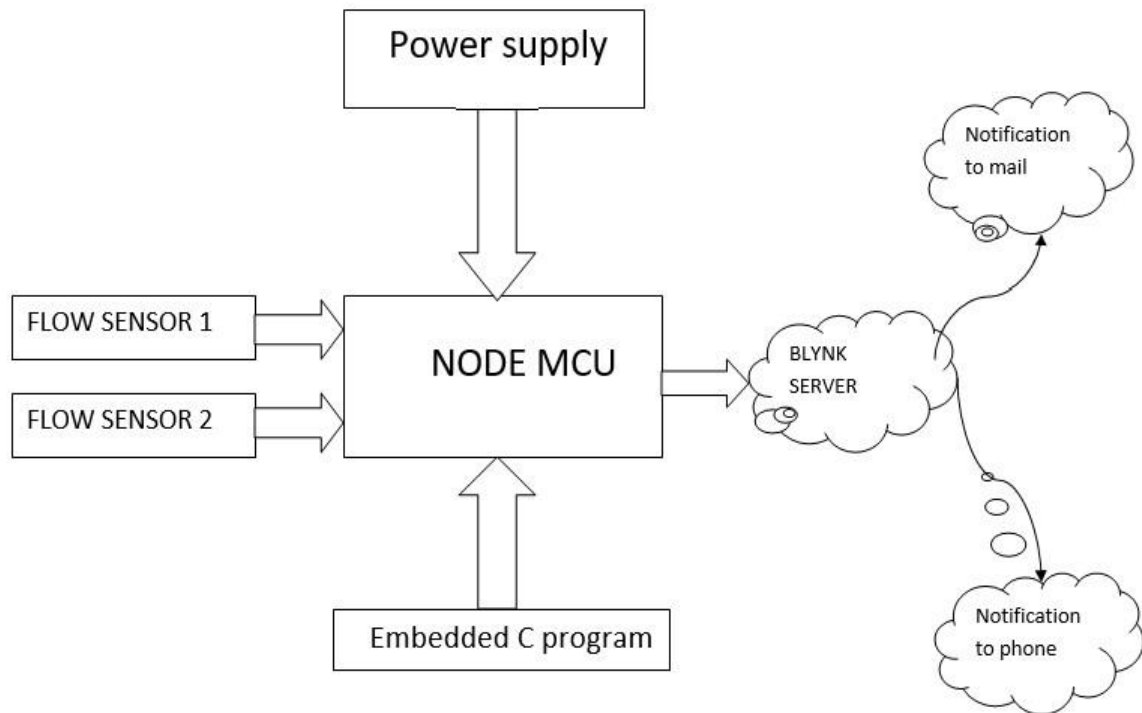 Power supply
Notification
to mail
FLOW SENSOR 1
NODE MCU
BLYNK
SERVER
FLOW SENSOR 2
Embedded C program
Notification
to phone